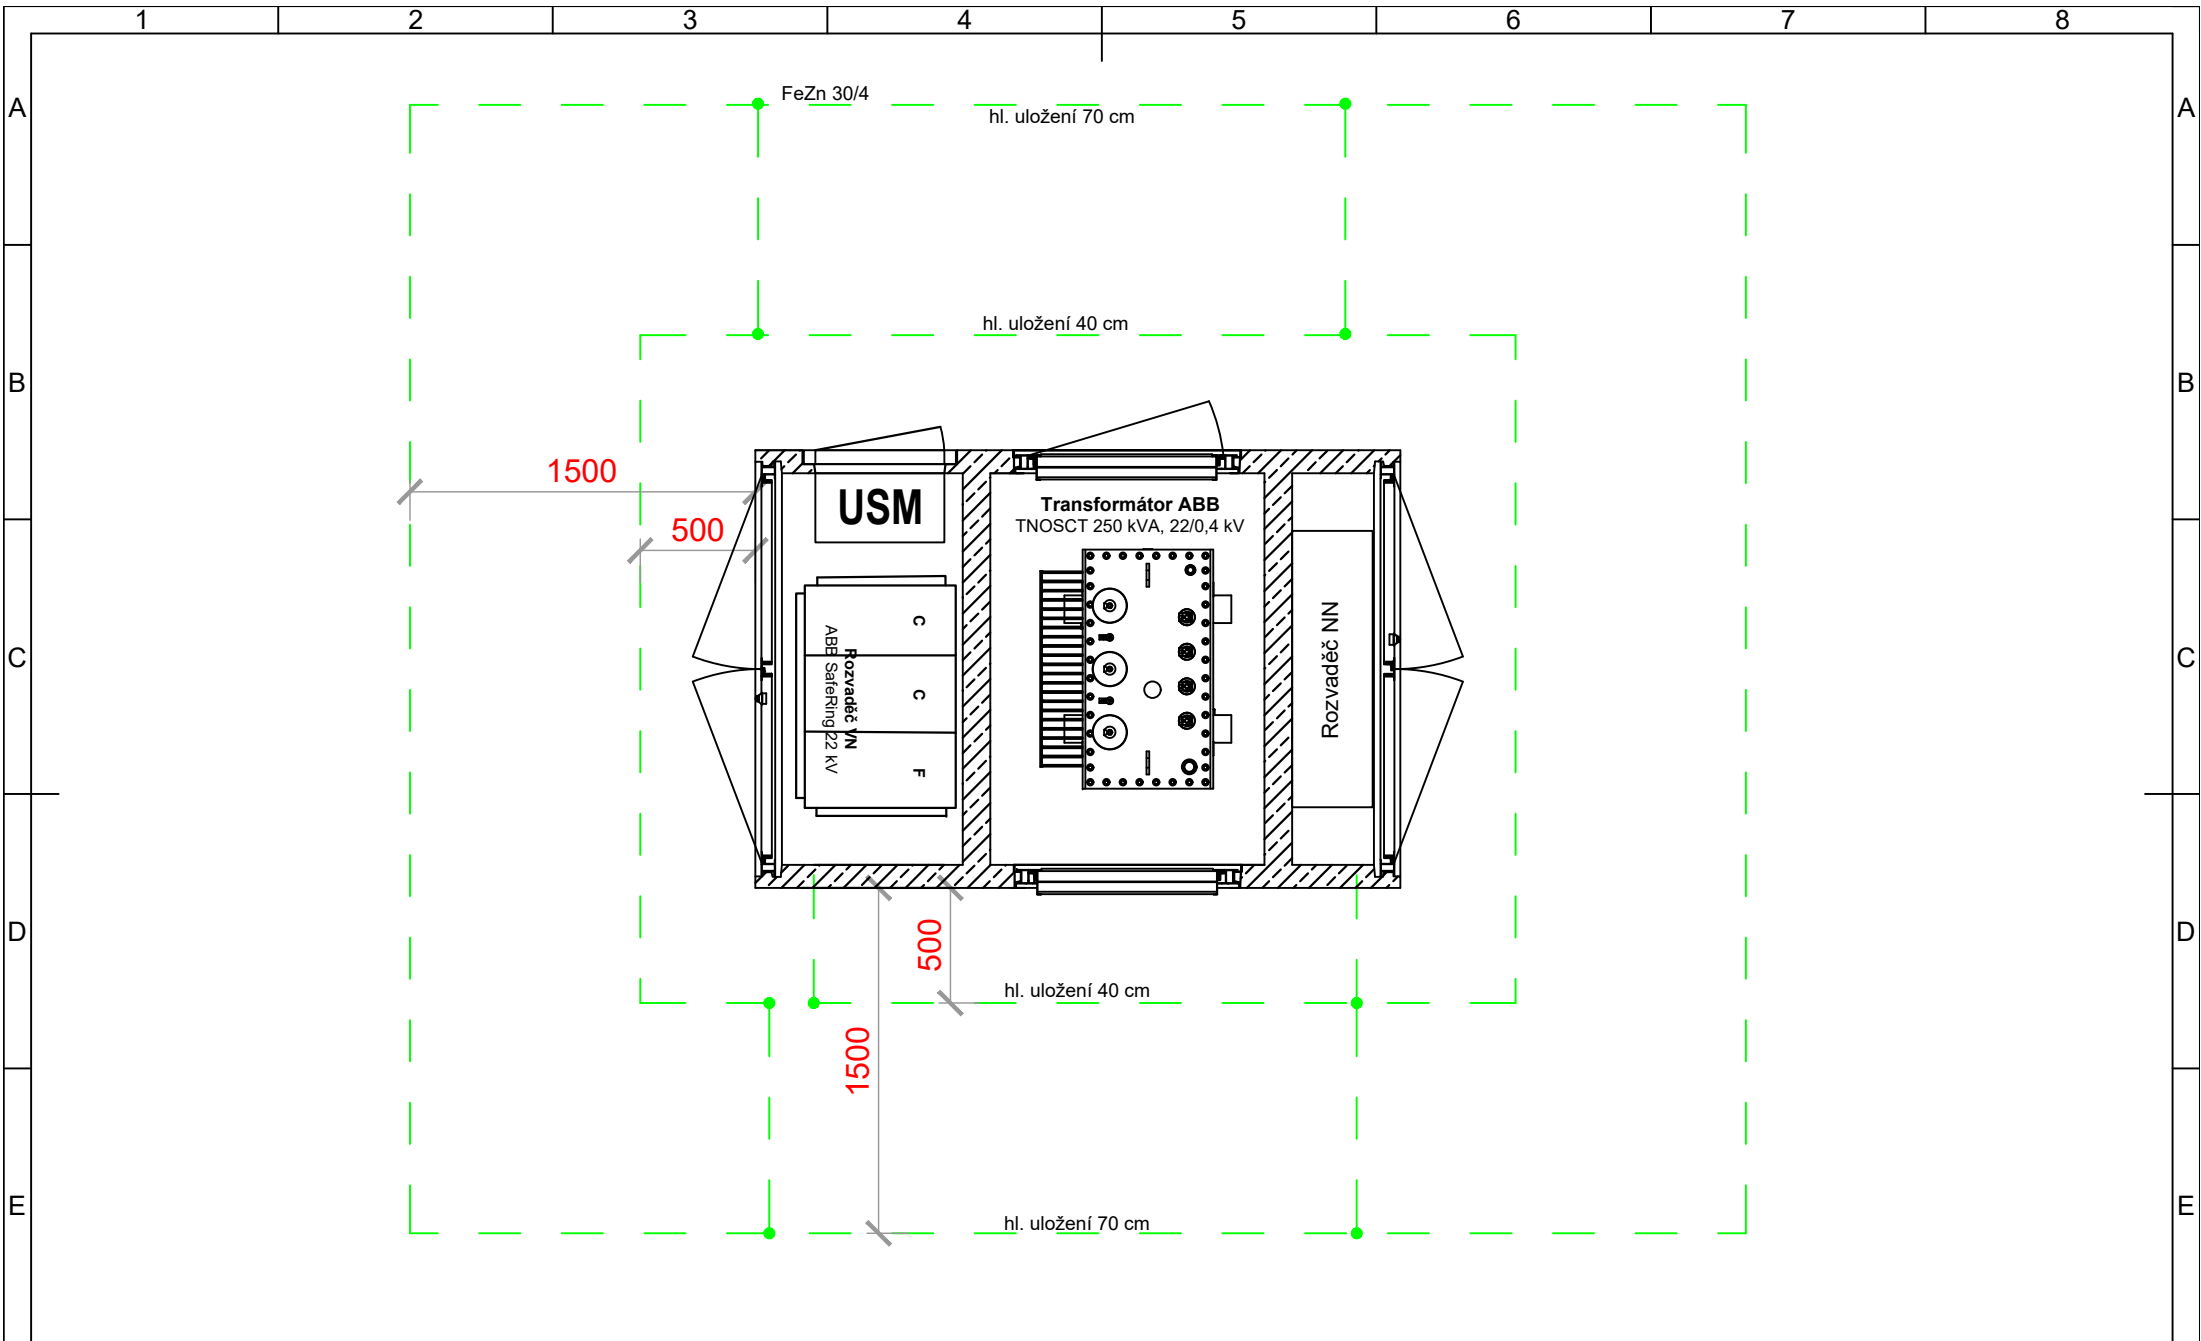 1 2 3 4 5 6 7 8
A A
FeZn 30/4
hl. uložení 70 cm
hl. uložení 40 cm
B B
1500
USM
Transformátor ABB
TNOSCT 250 kVA, 22/0,4 kV
500
C
C
F
Rozvaděč VN
ABB SafeRing 22 kV
Rozvaděč NN
C C
D D
500
hl. uložení 40 cm
1500
E E
hl. uložení 70 cm